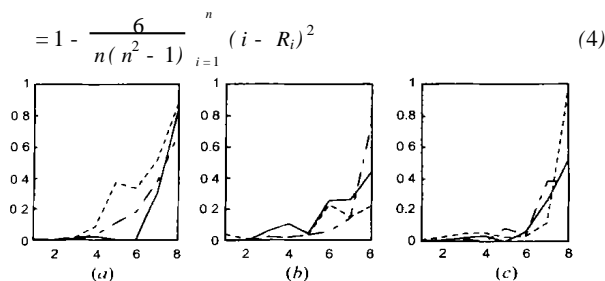 = 1 - 6 / n(n² - 1) n i=1 (i - Rᵢ)² (4)
1 1 1
0 8 0 8 0 8
0 6 0 6 0 6
0 4 0 4 0 4
0 2 0 2 0 2
0 0 0
2 4 6 8 2 4 6 8 2 4 6 8
(a) (b) (c)